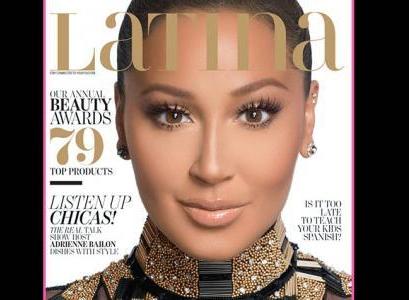 Latina
OUR ANNUAL
BEAUTY
AWARDS
79
TOP PRODUCTS
LISTEN UP
CHICAS!
THE REAL TALK
SHOW HOST
ADRIENNE BAILON
DISHES WITH STYLE
IS IT TOO
LATE
TO TEACH
YOUR KIDS
SPANISH?